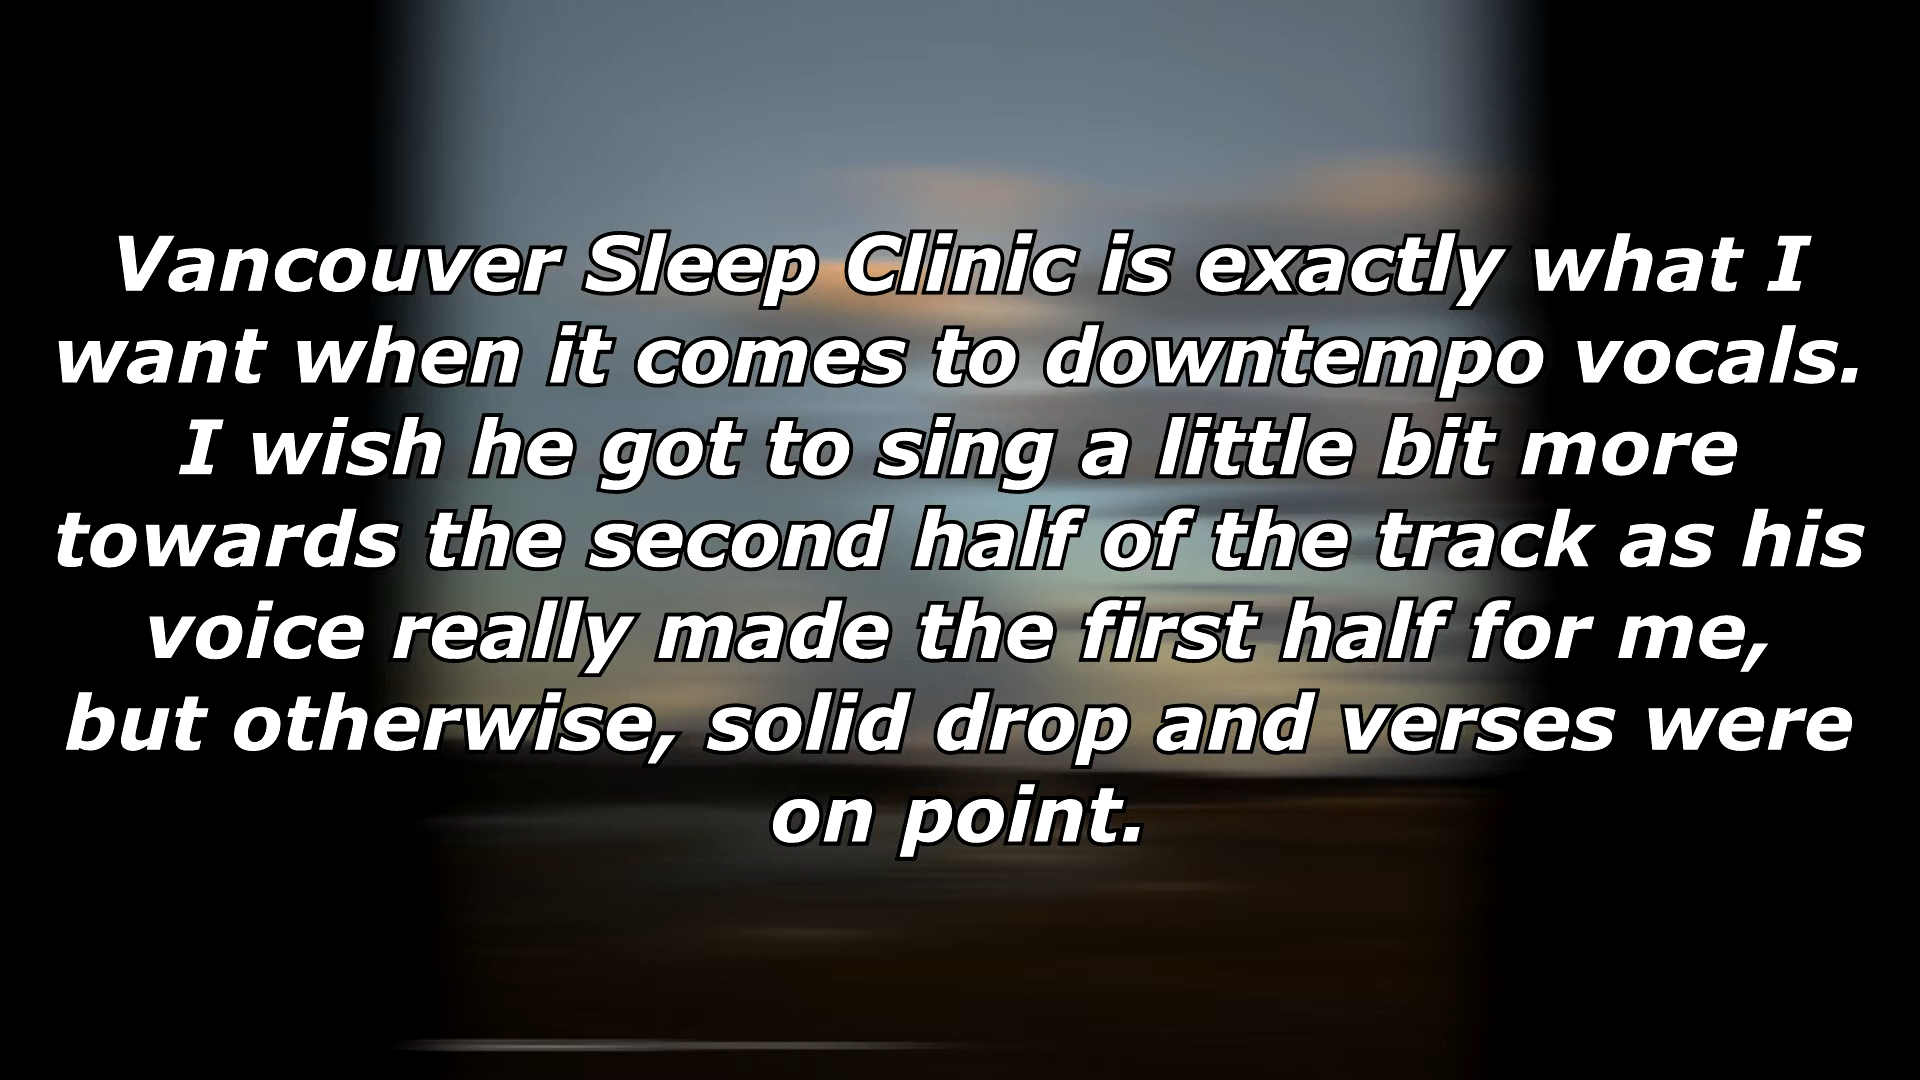 Vancouver Sleep Clinic is exactly what I
want when it comes to downtempo vocals.
I wish he got to sing a little bit more
towards the second half of the track as his
voice really made the first half for me,
but otherwise, solid drop and verses were
on point.